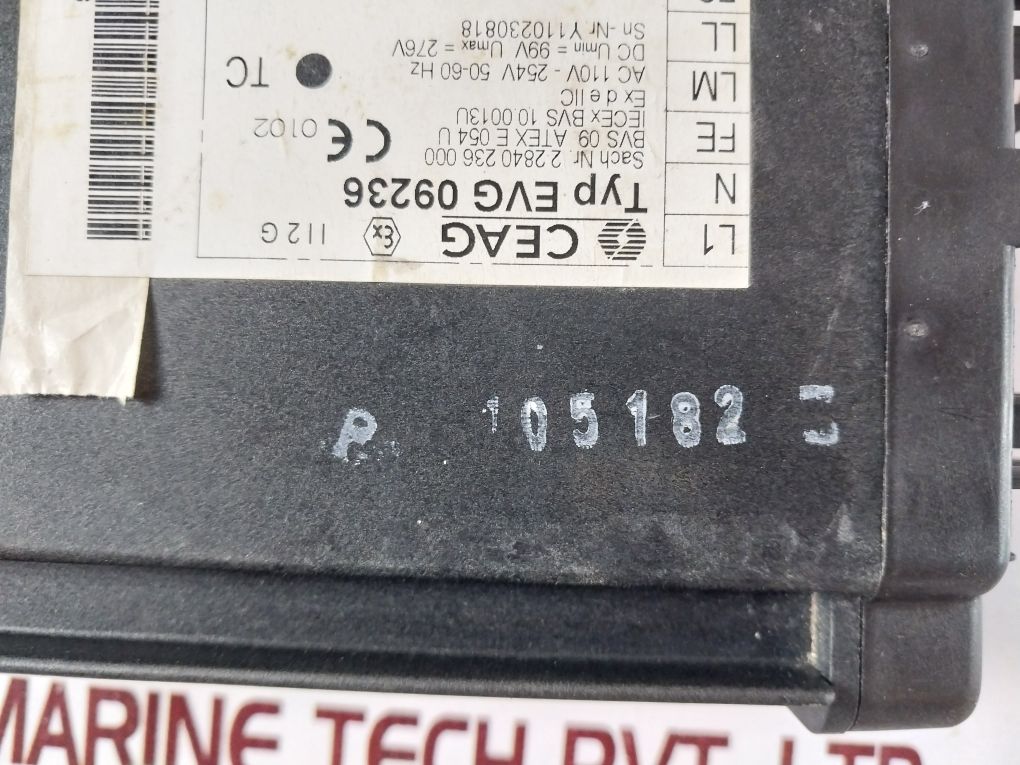 CEAG Ex II 2 G
Typ EVG 09236
Sach Nr. 2 2840 236 000
BVS 09 ATEX E 054 U
IECEx BVS 10.0013U
Ex d e IIC
AC 110V - 254V 50-60 Hz
DC Umin = 99V Umax = 276V
Sn-Nr Y1110230818
CE 0102
TC
L1
N
FE
LM
LL
R 105182
MARINE TECH PVT. LTD